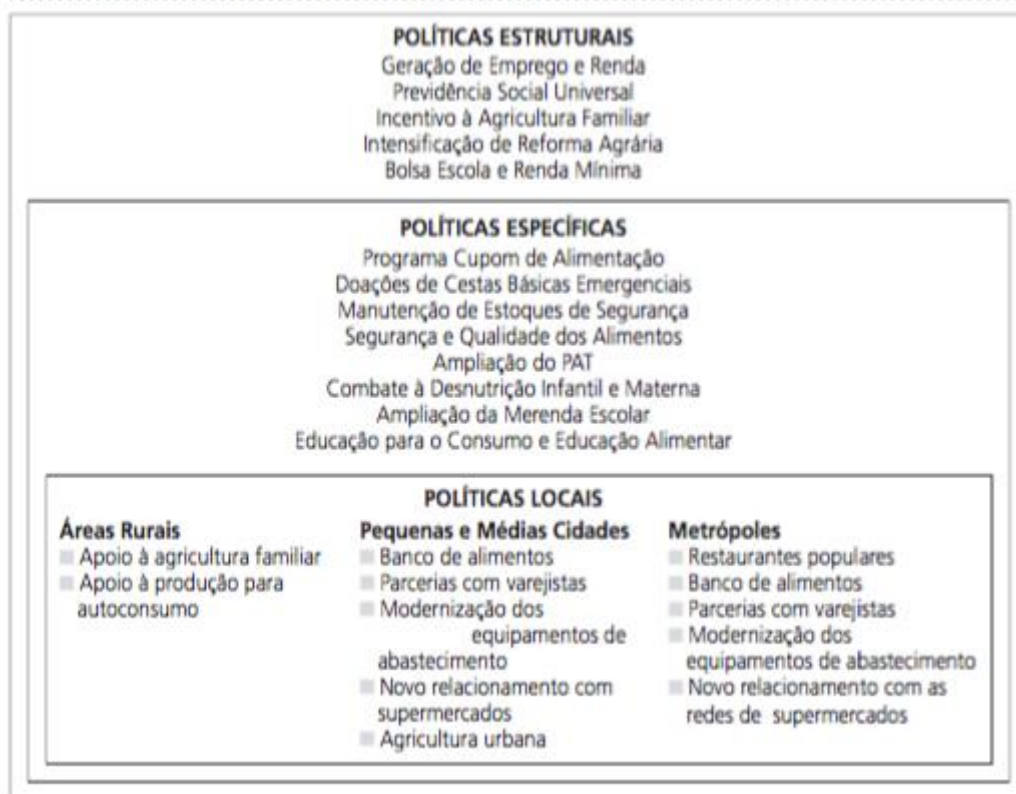 POLÍTICAS ESTRUTURAIS
Geração de Emprego e Renda
Previdência Social Universal
Incentivo à Agricultura Familiar
Intensificação de Reforma Agrária
Bolsa Escola e Renda Mínima
POLÍTICAS ESPECÍFICAS
Programa Cupom de Alimentação
Doações de Cestas Básicas Emergenciais
Manutenção de Estoques de Segurança
Segurança e Qualidade dos Alimentos
Ampliação do PAT
Combate à Desnutrição Infantil e Materna
Ampliação da Merenda Escolar
Educação para o Consumo e Educação Alimentar
POLÍTICAS LOCAIS
Áreas Rurais
Apoio à agricultura familiar
Apoio à produção para
autoconsumo
Pequenas e Médias Cidades
Banco de alimentos
Parcerias com varejistas
Modernização dos
equipamentos de
abastecimento
Novo relacionamento com
supermercados
Agricultura urbana
Metrópoles
Restaurantes populares
Banco de alimentos
Parcerias com varejistas
Modernização dos
equipamentos de abastecimento
Novo relacionamento com as
redes de supermercados